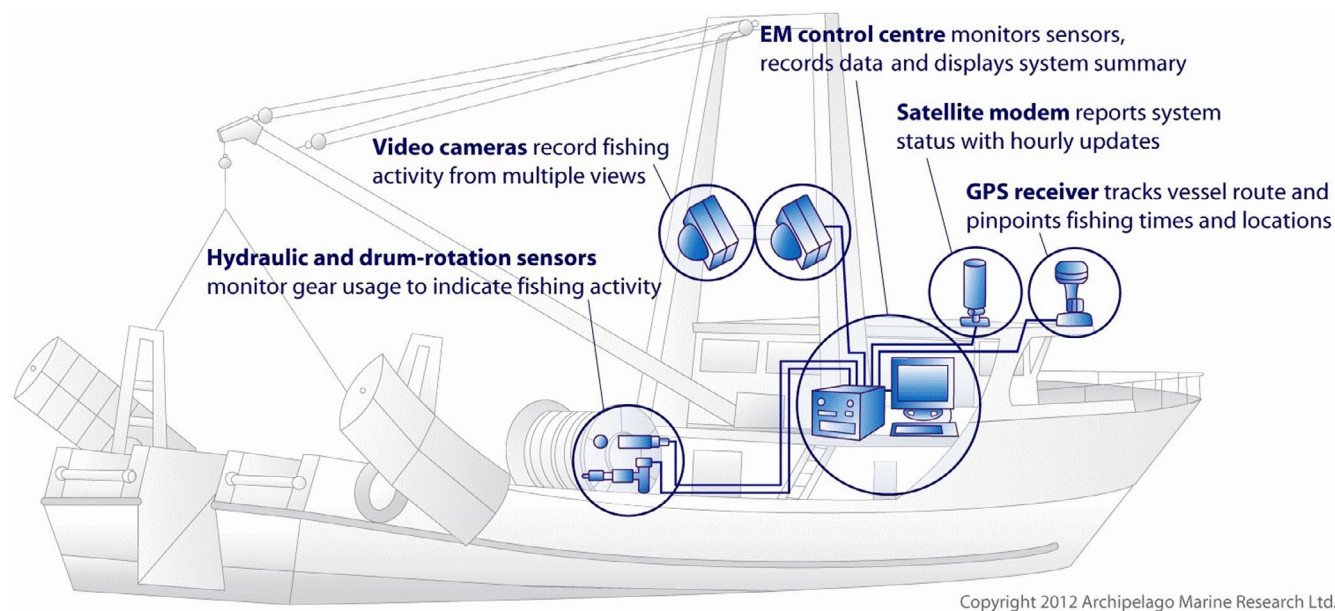 EM control centre monitors sensors,
records data and displays system summary
Satellite modem reports system
status with hourly updates
Video cameras record fishing
activity from multiple views
GPS receiver tracks vessel route and
pinpoints fishing times and locations
Hydraulic and drum-rotation sensors
monitor gear usage to indicate fishing activity
Copyright 2012 Archipelago Marine Research Ltd.